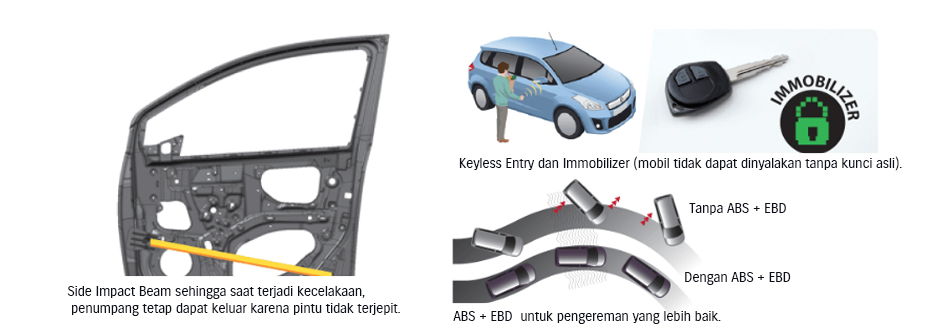 Side Impact Beam sehingga saat terjadi kecelakaan,
penumpang tetap dapat keluar karena pintu tidak terjepit.
IMMOBILIZER
Keyless Entry dan Immobilizer (mobil tidak dapat dinyalakan tanpa kunci asli).
Tanpa ABS + EBD
Dengan ABS + EBD
ABS + EBD untuk pengereman yang lebih baik.